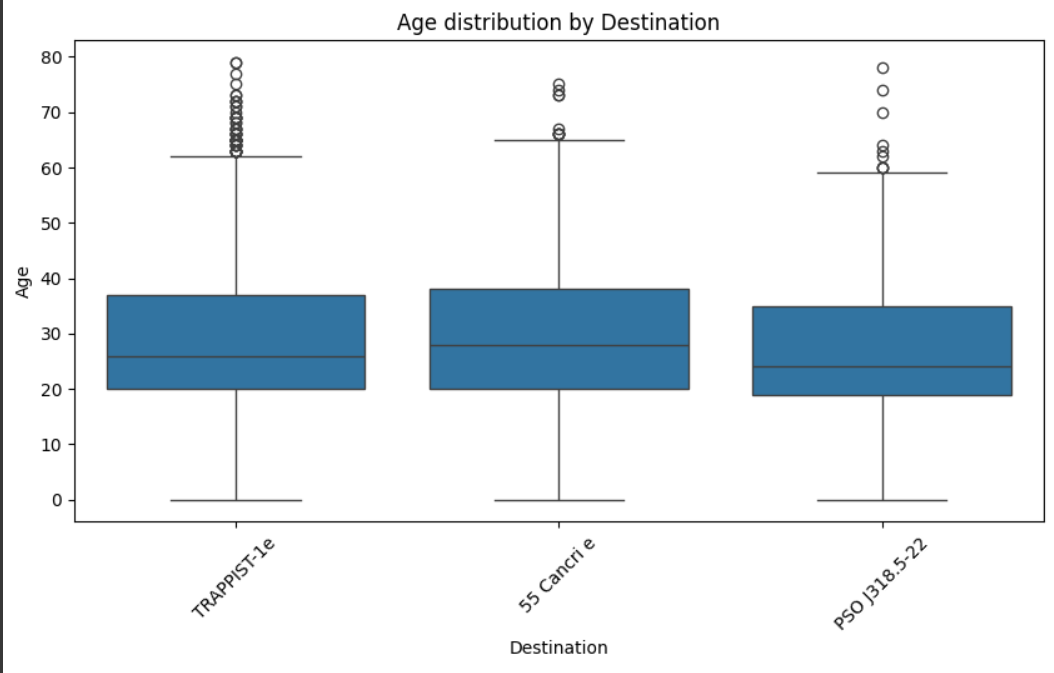 Age distribution by Destination
80
70
60
50
40
30
20
10
0
Age
TRAPPIST-1e
55 Cancri e
PSO J318.5-22
Destination